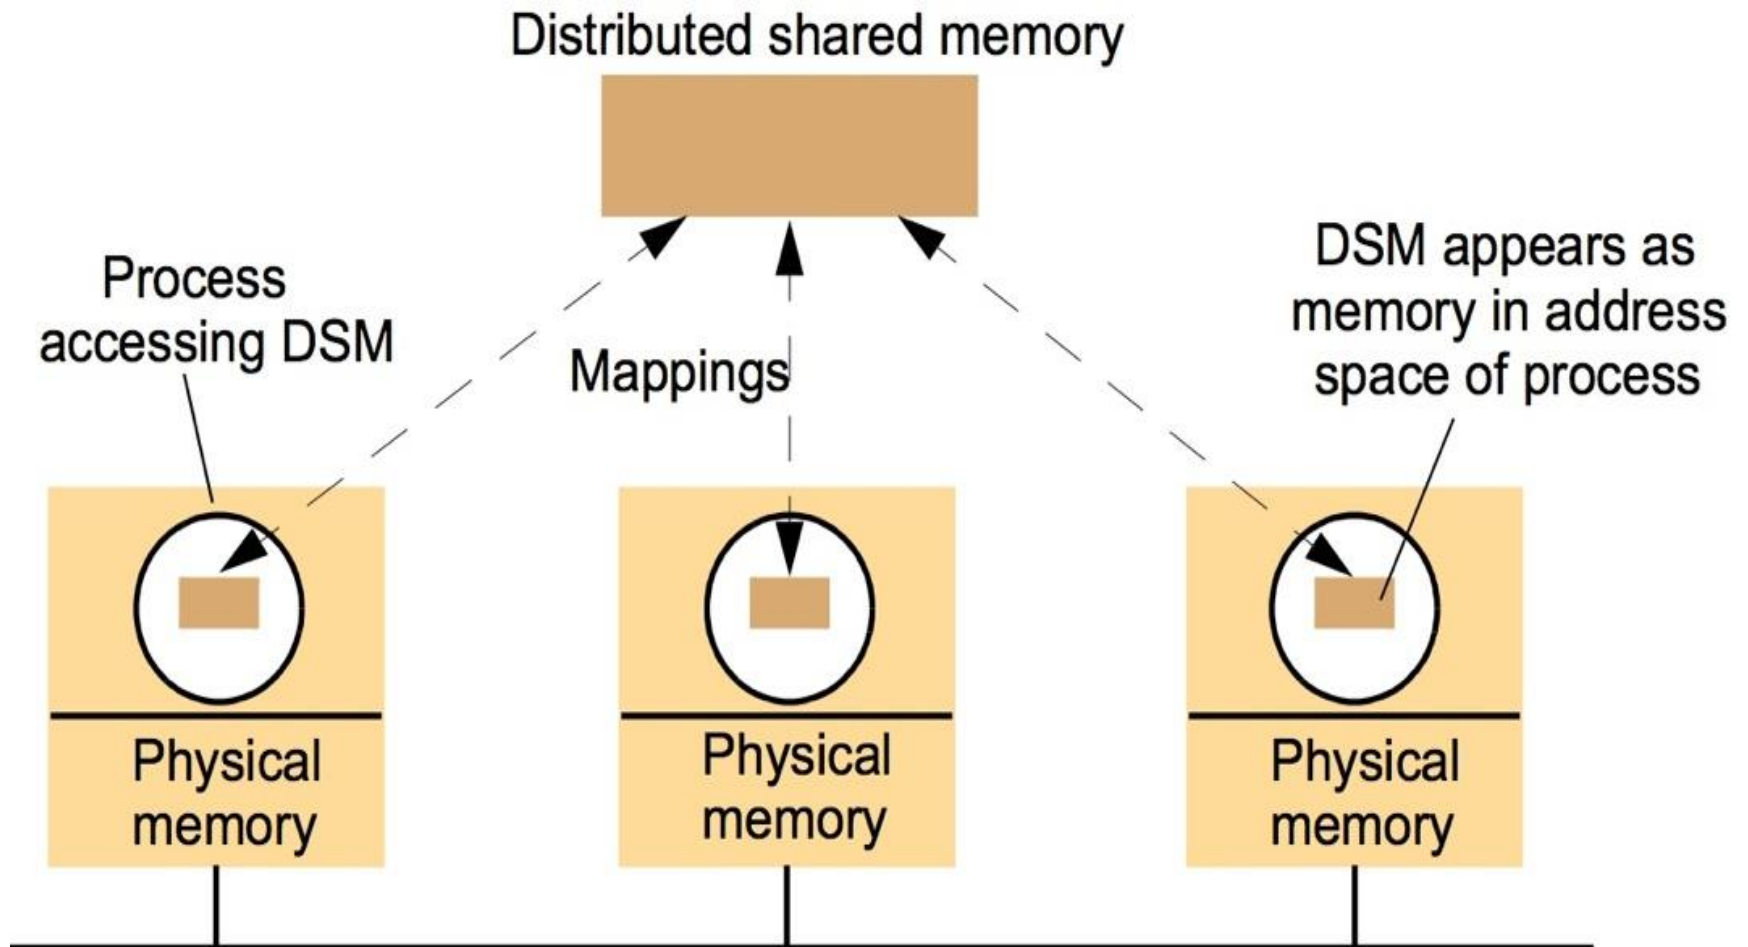 Distributed shared memory
Process
accessing DSM
Mappings
DSM appears as
memory in address
space of process
Physical
memory
Physical
memory
Physical
memory